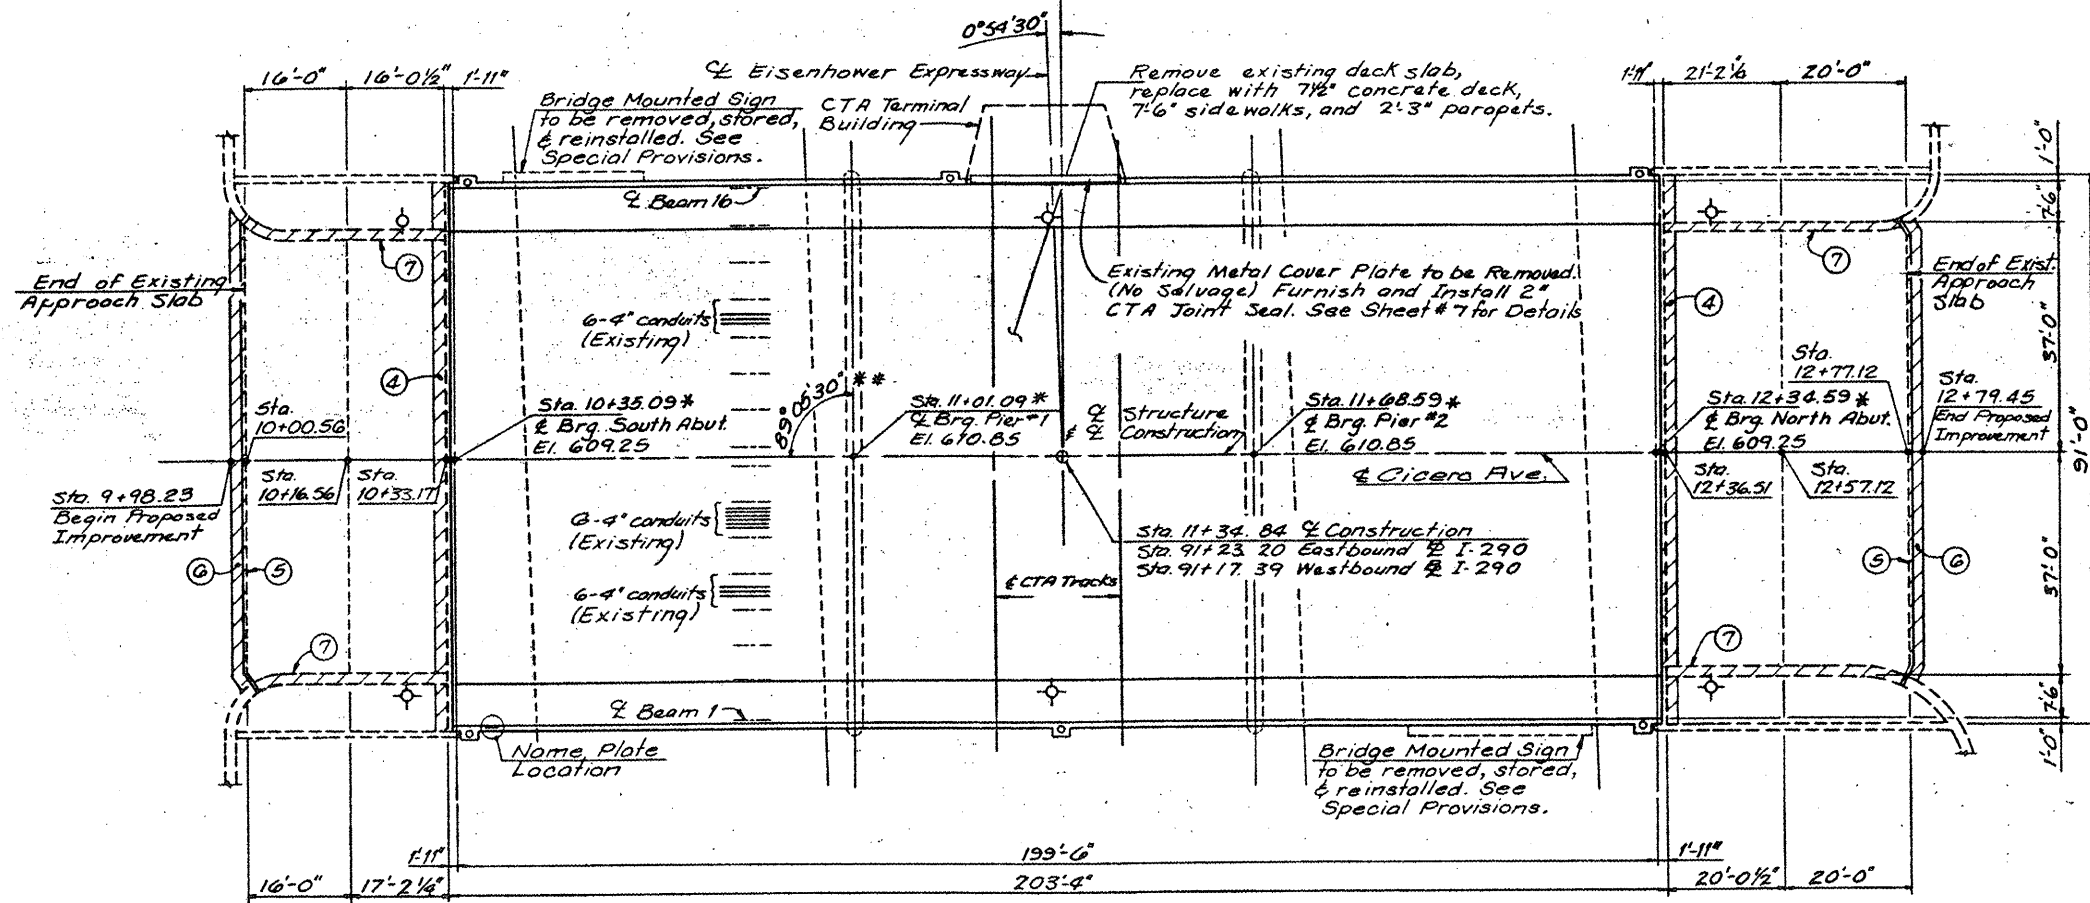 0°54'30"
16'-0" 16'-0½" 1'-11"
℄ Eisenhower Expressway
Remove existing deck slab,
replace with 7½" concrete deck,
7'-6" sidewalks, and 2'-3" parapets.
1'-11" 21'-2⅛ 20'-0"
Bridge Mounted Sign
to be removed, stored,
& reinstalled. See
Special Provisions.
CTA Terminal
Building
1'-0"
7'-6"
37'-0"
91'-0"
37'-0"
7'-6"
1'-0"
℄ Beam 16
7
7
End of Existing
Approach Slab
Existing Metal Cover Plate to be Removed.
(No Salvage) Furnish and Install 2"
CTA Joint Seal. See Sheet #7 for Details
End of Exist.
Approach
Slab
6-4" conduits
(Existing)
4
4
89°05'30" **
Sta.
10+00.56
Sta. 10+35.09*
℄ Brg. South Abut.
El. 609.25
Sta. 11+01.09*
℄ Brg. Pier #1
El. 610.85
℄ Structure
& ℄ Construction
Sta. 11+68.59*
℄ Brg. Pier #2
El. 610.85
Sta. 12+34.59*
℄ Brg. North Abut.
El. 609.25
Sta.
12+77.12
Sta.
12+79.45
End Proposed
Improvement
Sta. 9+98.23
Begin Proposed
Improvement
Sta.
10+16.56
Sta.
10+33.17
℄ Cicero Ave.
Sta.
12+36.51
Sta.
12+57.12
6-4" conduits
(Existing)
Sta. 11+34.84 ℄ Construction
Sta. 91+23.20 Eastbound ℄ I-290
Sta. 91+17.39 Westbound ℄ I-290
6 5
5 6
6-4" conduits
(Existing)
℄ CTA Tracks
7
7
℄ Beam 1
Name Plate
Location
Bridge Mounted Sign
to be removed, stored,
& reinstalled. See
Special Provisions.
1'-11" 199'-6" 1'-11"
16'-0" 17'-2¼" 203'-4" 20'-0½" 20'-0"